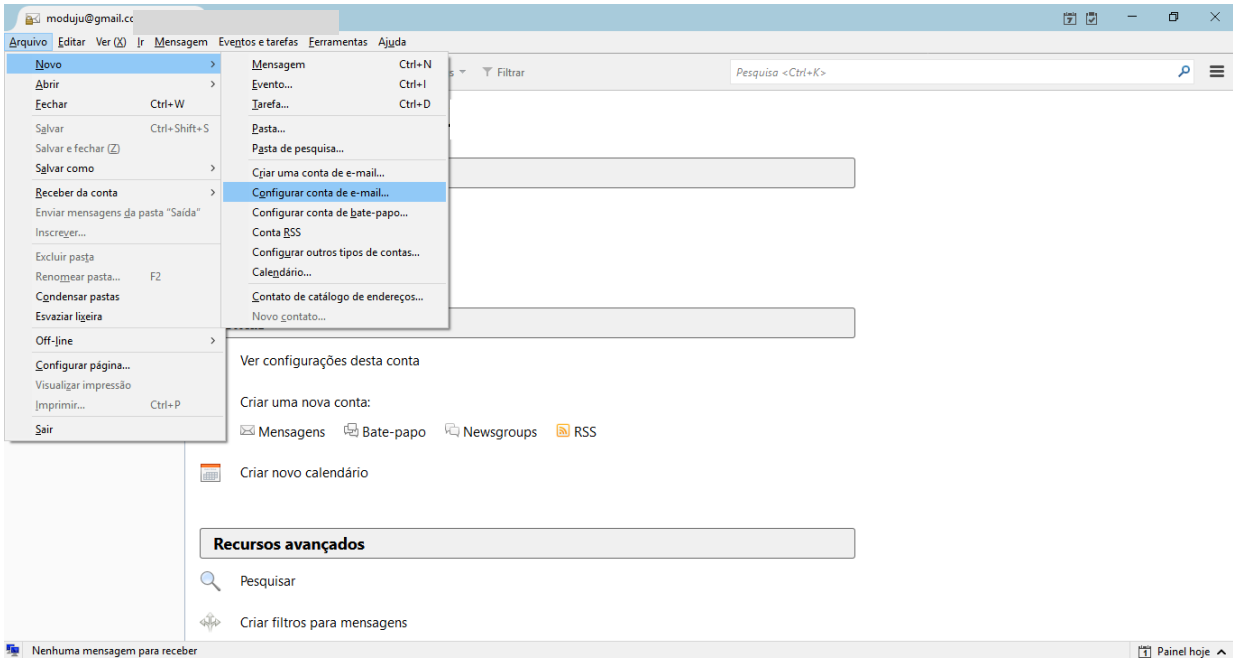 moduju@gmail.cc
Arquivo Editar Ver (X) Ir Mensagem Eventos e tarefas Ferramentas Ajuda
Novo
Abrir
Fechar Ctrl+W
Salvar Ctrl+Shift+S
Salvar e fechar (Z)
Salvar como
Receber da conta
Enviar mensagens da pasta "Saída"
Inscrever...
Excluir pasta
Renomear pasta... F2
Condensar pastas
Esvaziar lixeira
Off-line
Configurar página...
Visualizar impressão
Imprimir... Ctrl+P
Sair
Mensagem Ctrl+N
Evento... Ctrl+I
Tarefa... Ctrl+D
Pasta...
Pasta de pesquisa...
Criar uma conta de e-mail...
Configurar conta de e-mail...
Configurar conta de bate-papo...
Conta RSS
Configurar outros tipos de contas...
Calendário...
Contato de catálogo de endereços...
Novo contato...
Filtrar
Pesquisa <Ctrl+K>
Ver configurações desta conta
Criar uma nova conta:
Mensagens Bate-papo Newsgroups RSS
Criar novo calendário
Recursos avançados
Pesquisar
Criar filtros para mensagens
Nenhuma mensagem para receber
Painel hoje